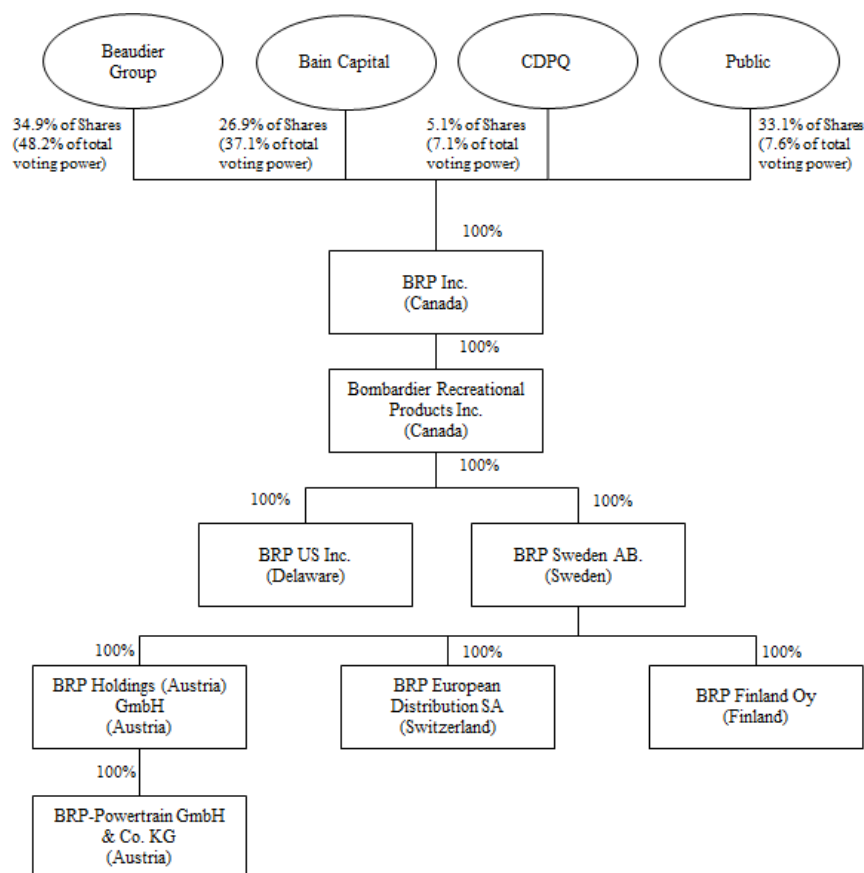 Beaudier
Group
Bain Capital
CDPQ
Public
34.9% of Shares
(48.2% of total
voting power)
26.9% of Shares
(37.1% of total
voting power)
5.1% of Shares
(7.1% of total
voting power)
33.1% of Shares
(7.6% of total
voting power)
100%
BRP Inc.
(Canada)
100%
Bombardier Recreational
Products Inc.
(Canada)
100%
100%
100%
BRP US Inc.
(Delaware)
BRP Sweden AB.
(Sweden)
100%
100%
100%
BRP Holdings (Austria)
GmbH
(Austria)
BRP European
Distribution SA
(Switzerland)
BRP Finland Oy
(Finland)
100%
BRP-Powertrain GmbH
& Co. KG
(Austria)